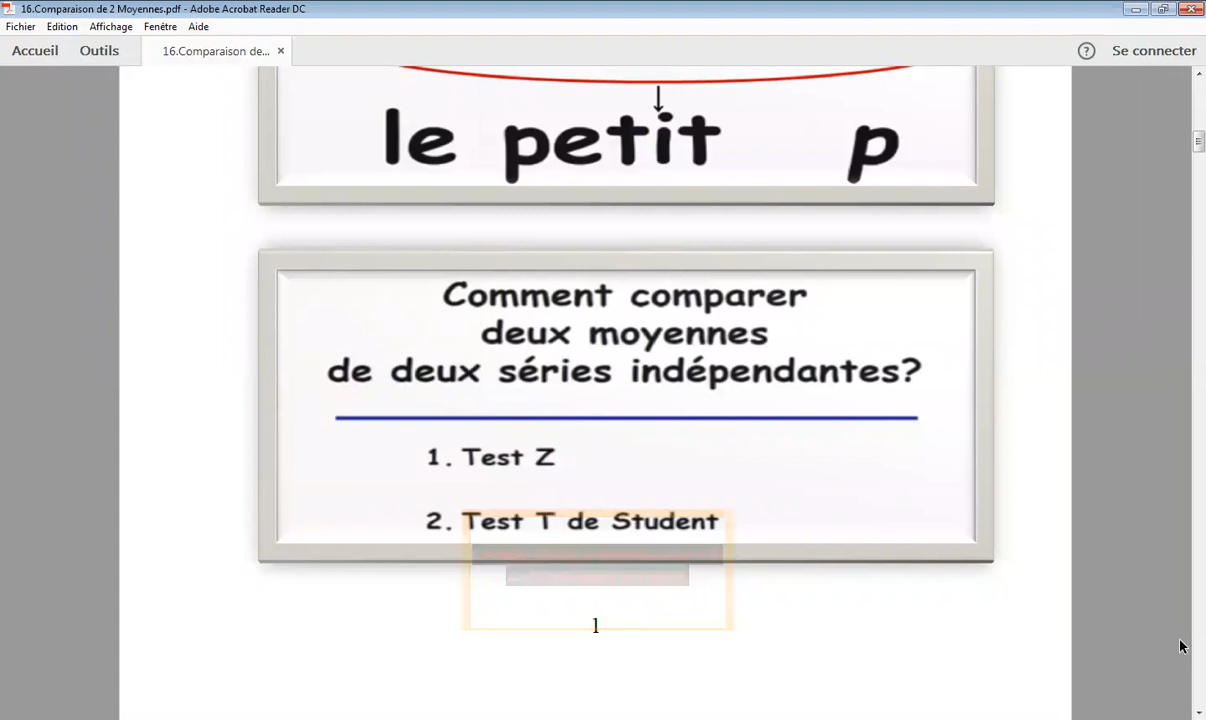 16.Comparaison de 2 Moyennes.pdf - Adobe Acrobat Reader DC
Fichier Edition Affichage Fenêtre Aide
Accueil Outils 16.Comparaison de... × ? Se connecter
le petit p
Comment comparer
deux moyennes
de deux séries indépendantes?
1. Test Z
2. Test T de Student
1